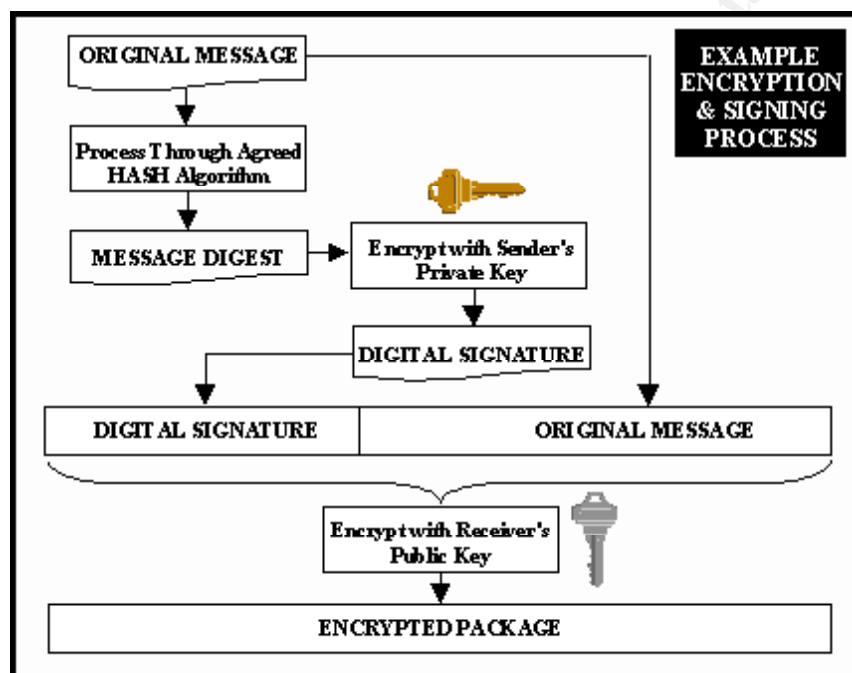 ORIGINAL MESSAGE
EXAMPLE
ENCRYPTION
& SIGNING
PROCESS
Process Through Agreed
HASH Algorithm
MESSAGE DIGEST
Encrypt with Sender's
Private Key
DIGITAL SIGNATURE
DIGITAL SIGNATURE
ORIGINAL MESSAGE
Encrypt with Receiver's
Public Key
ENCRYPTED PACKAGE